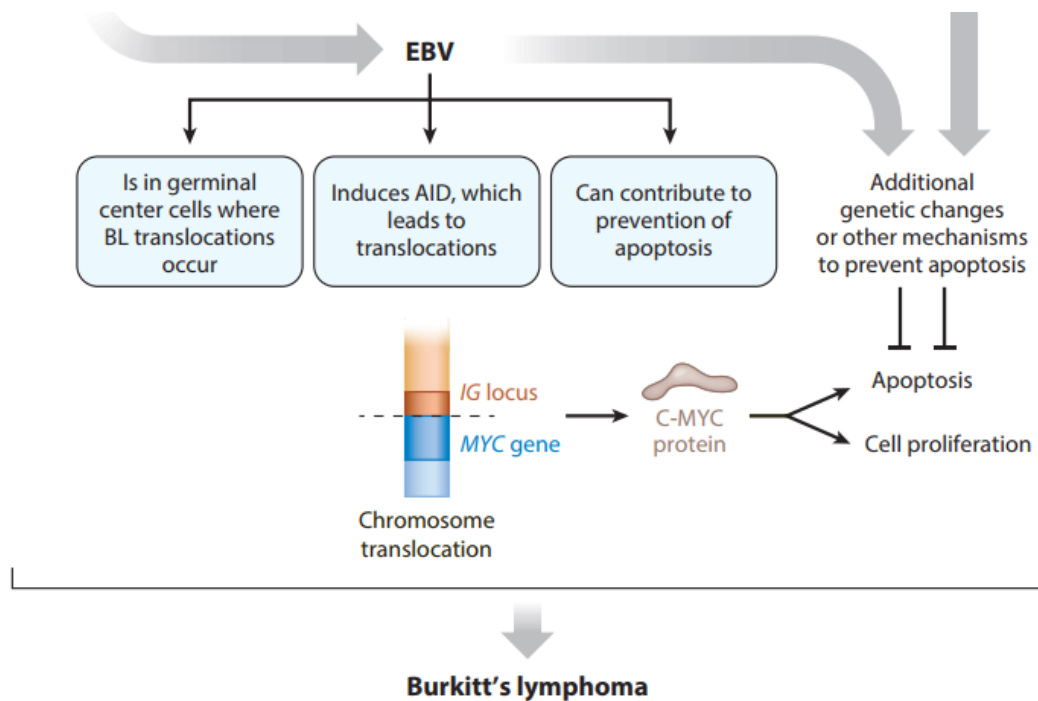 EBV
Is in germinal
center cells where
BL translocations
occur
Induces AID, which
leads to
translocations
Can contribute to
prevention of
apoptosis
Additional
genetic changes
or other mechanisms
to prevent apoptosis
IG locus
MYC gene
Chromosome
translocation
C-MYC
protein
Apoptosis
Cell proliferation
Burkitt's lymphoma